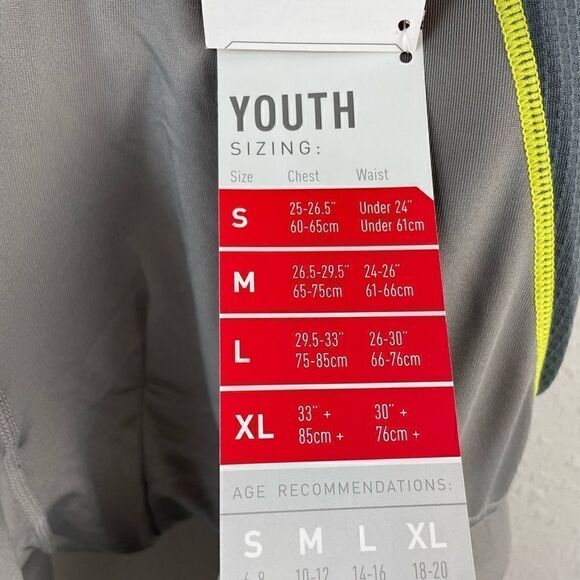 YOUTH
SIZING:
Size Chest Waist
S 25-26.5" Under 24"
60-65cm Under 61cm
M 26.5-29.5" 24-26"
65-75cm 61-66cm
L 29.5-33" 26-30"
75-85cm 66-76cm
XL 33" + 30" +
85cm + 76cm +
AGE RECOMMENDATIONS:
S M L XL
6-8 10-12 14-16 18-20